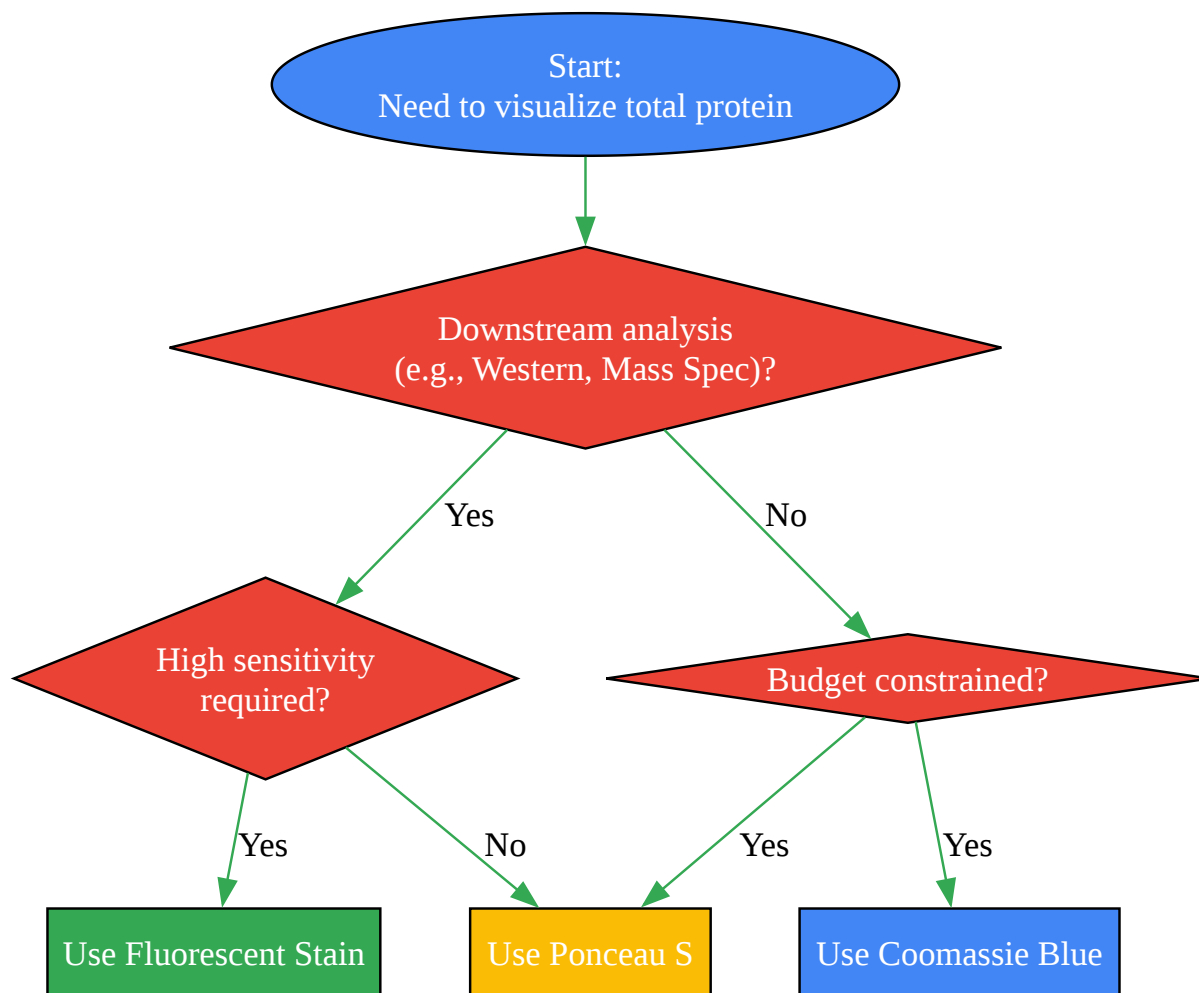 Start:
Need to visualize total protein
Downstream analysis
(e.g., Western, Mass Spec)?
Yes
No
High sensitivity
required?
Budget constrained?
Yes
No
Yes
Yes
Use Fluorescent Stain
Use Ponceau S
Use Coomassie Blue